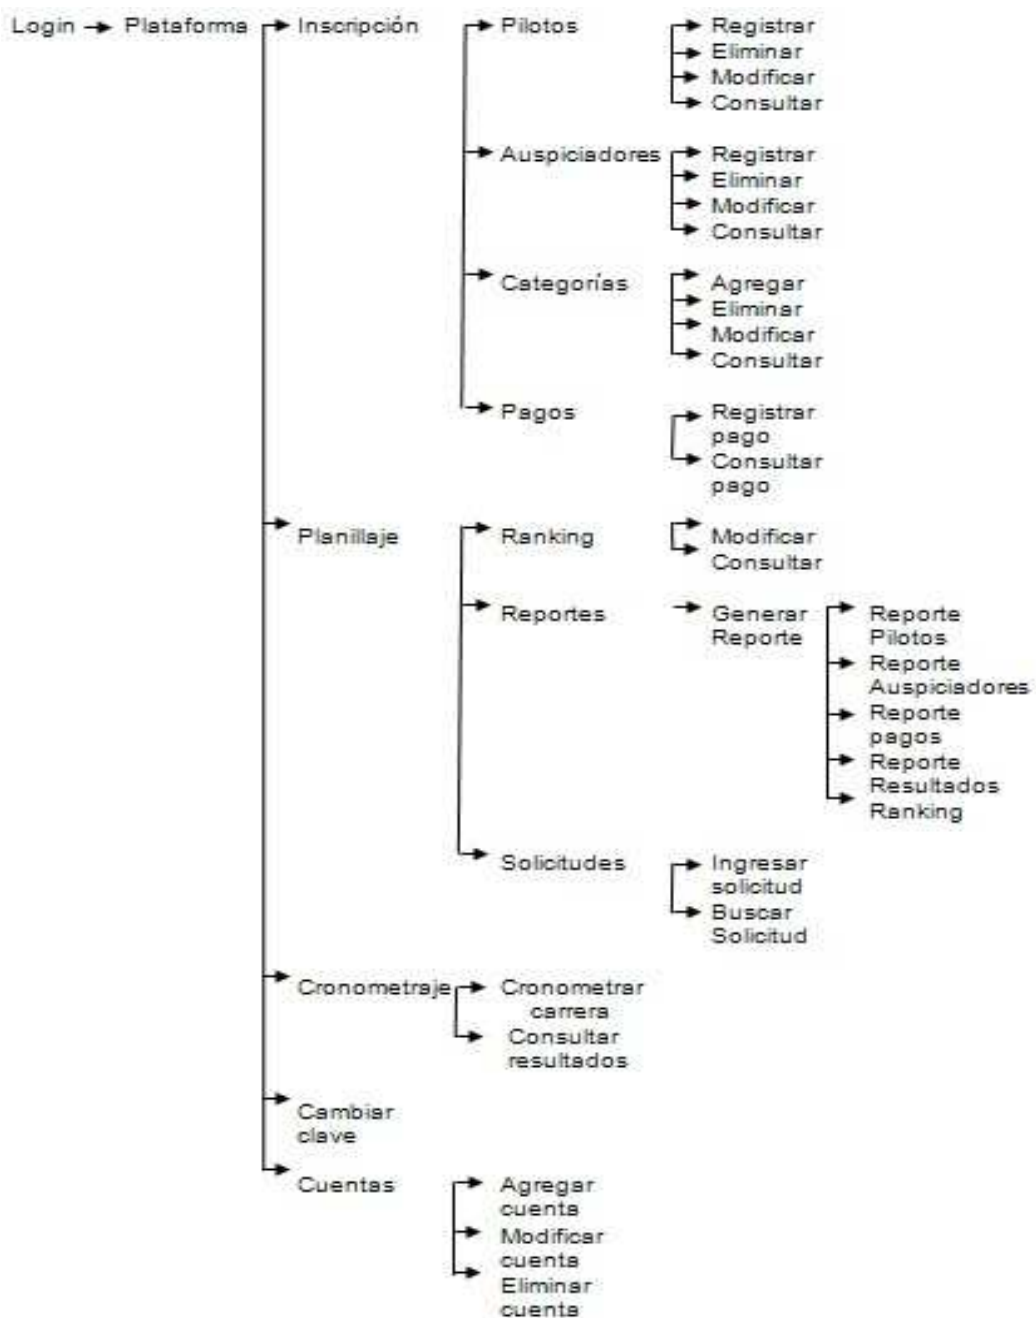 Login Plataforma Inscripción Pilotos Registrar
Eliminar
Modificar
Consultar
Auspiciadores Registrar
Eliminar
Modificar
Consultar
Categorías Agregar
Eliminar
Modificar
Consultar
Pagos Registrar
pago
Consultar
pago
Planillaje Ranking Modificar
Consultar
Reportes Generar Reporte
Reporte Pilotos
Reporte
Auspiciadores
Reporte
pagos
Reporte
Resultados
Ranking
Solicitudes Ingresar
solicitud
Buscar
Solicitud
Cronometraje Cronometrar
carrera
Consultar
resultados
Cambiar
clave
Cuentas Agregar
cuenta
Modificar
cuenta
Eliminar
cuenta